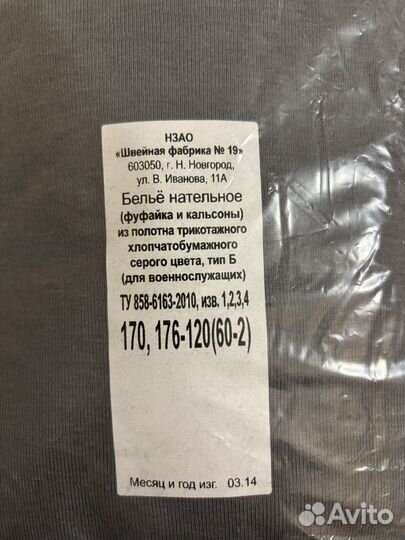 НЗАО
«Швейная фабрика № 19»
603050, г. Н. Новгород,
ул. В. Иванова, 11А
Бельё нательное
(фуфайка и кальсоны)
из полотна трикотажного
хлопчатобумажного
серого цвета, тип Б
(для военнослужащих)
ТУ 858-6163-2010, изв. 1,2,3,4
170, 176-120(60-2)
Месяц и год изг. 03.14
Avito